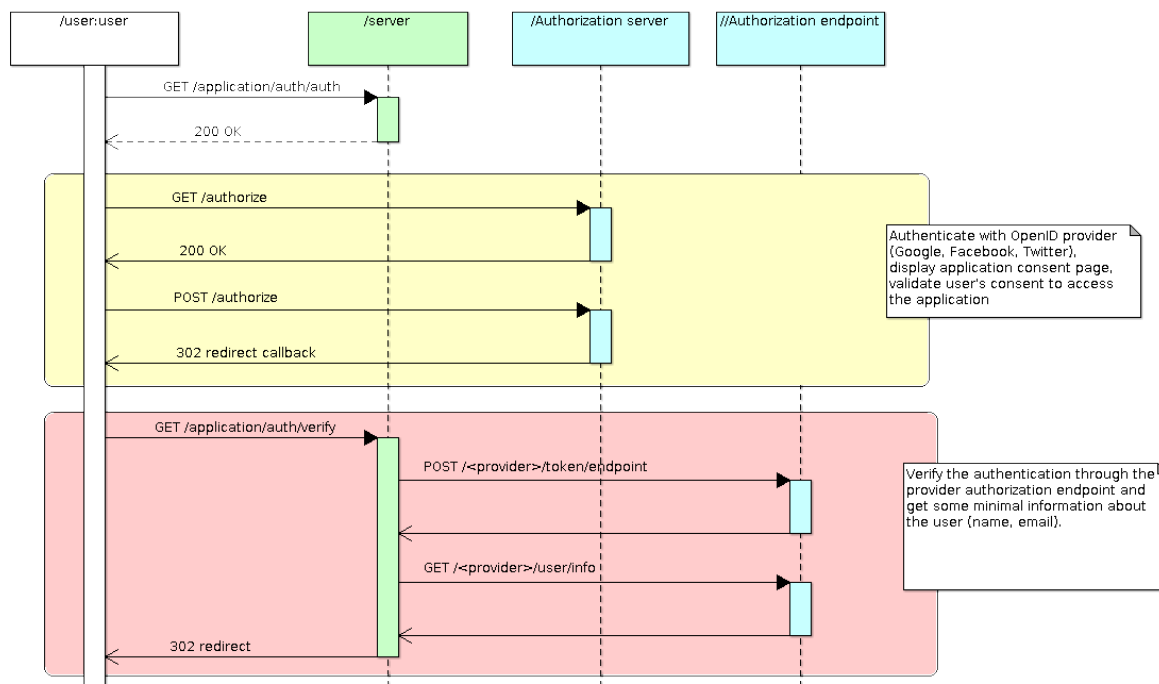 /user:user
/server
/Authorization server
//Authorization endpoint
GET /application/auth/auth
200 OK
GET /authorize
200 OK
POST /authorize
302 redirect callback
Authenticate with OpenID provider
(Google, Facebook, Twitter),
display application consent page,
validate user's consent to access
the application
GET /application/auth/verify
POST /<provider>/token/endpoint
GET /<provider>/user/info
302 redirect
Verify the authentication through the
provider authorization endpoint and
get some minimal information about
the user (name, email).